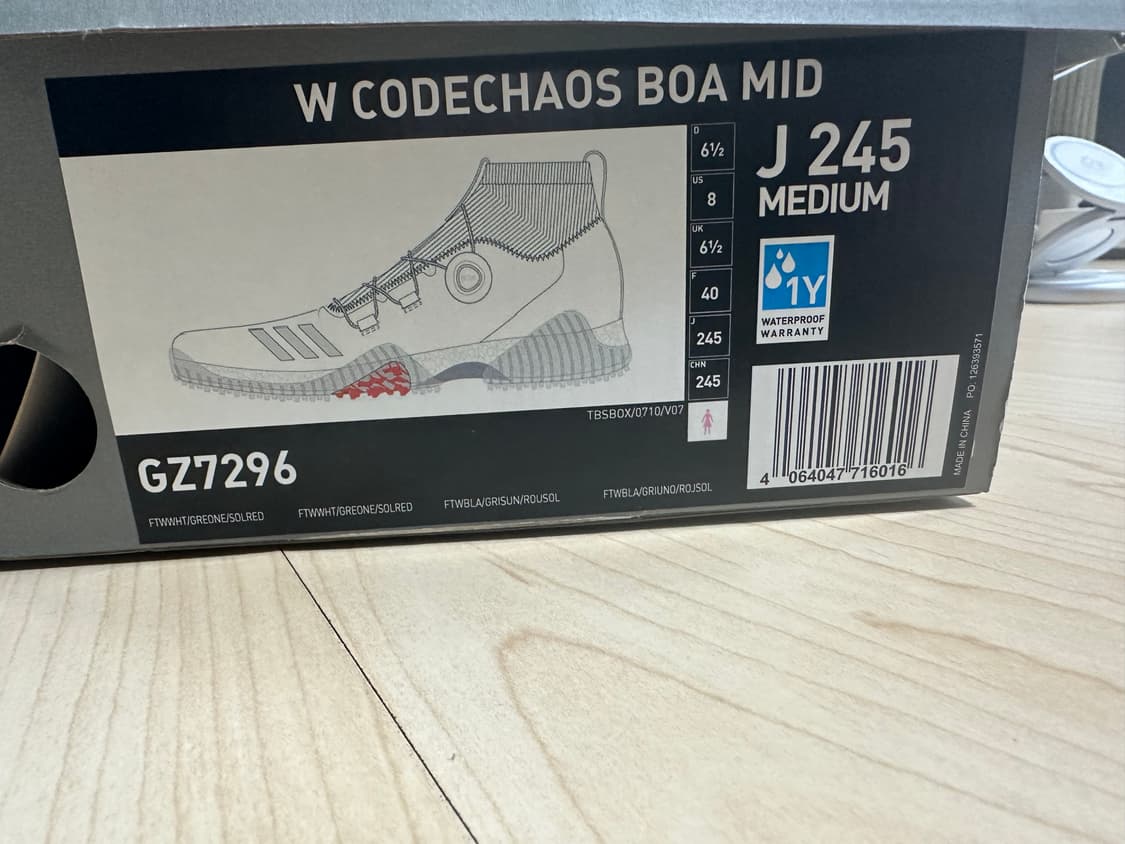 W CODECHAOS BOA MID
D
6½
US
8
UK
6½
F
40
J
245
CHN
245
J 245
MEDIUM
1Y
WATERPROOF
WARRANTY
TBSBOX/0710/V07
GZ7296
FTWWHT/GREONE/SOLRED
FTWWHT/GREONE/SOLRED
FTWBLA/GRISUN/ROUSOL
FTWBLA/GRIUNO/ROJSOL
4 064047 716016
MADE IN CHINA PO. 126393571